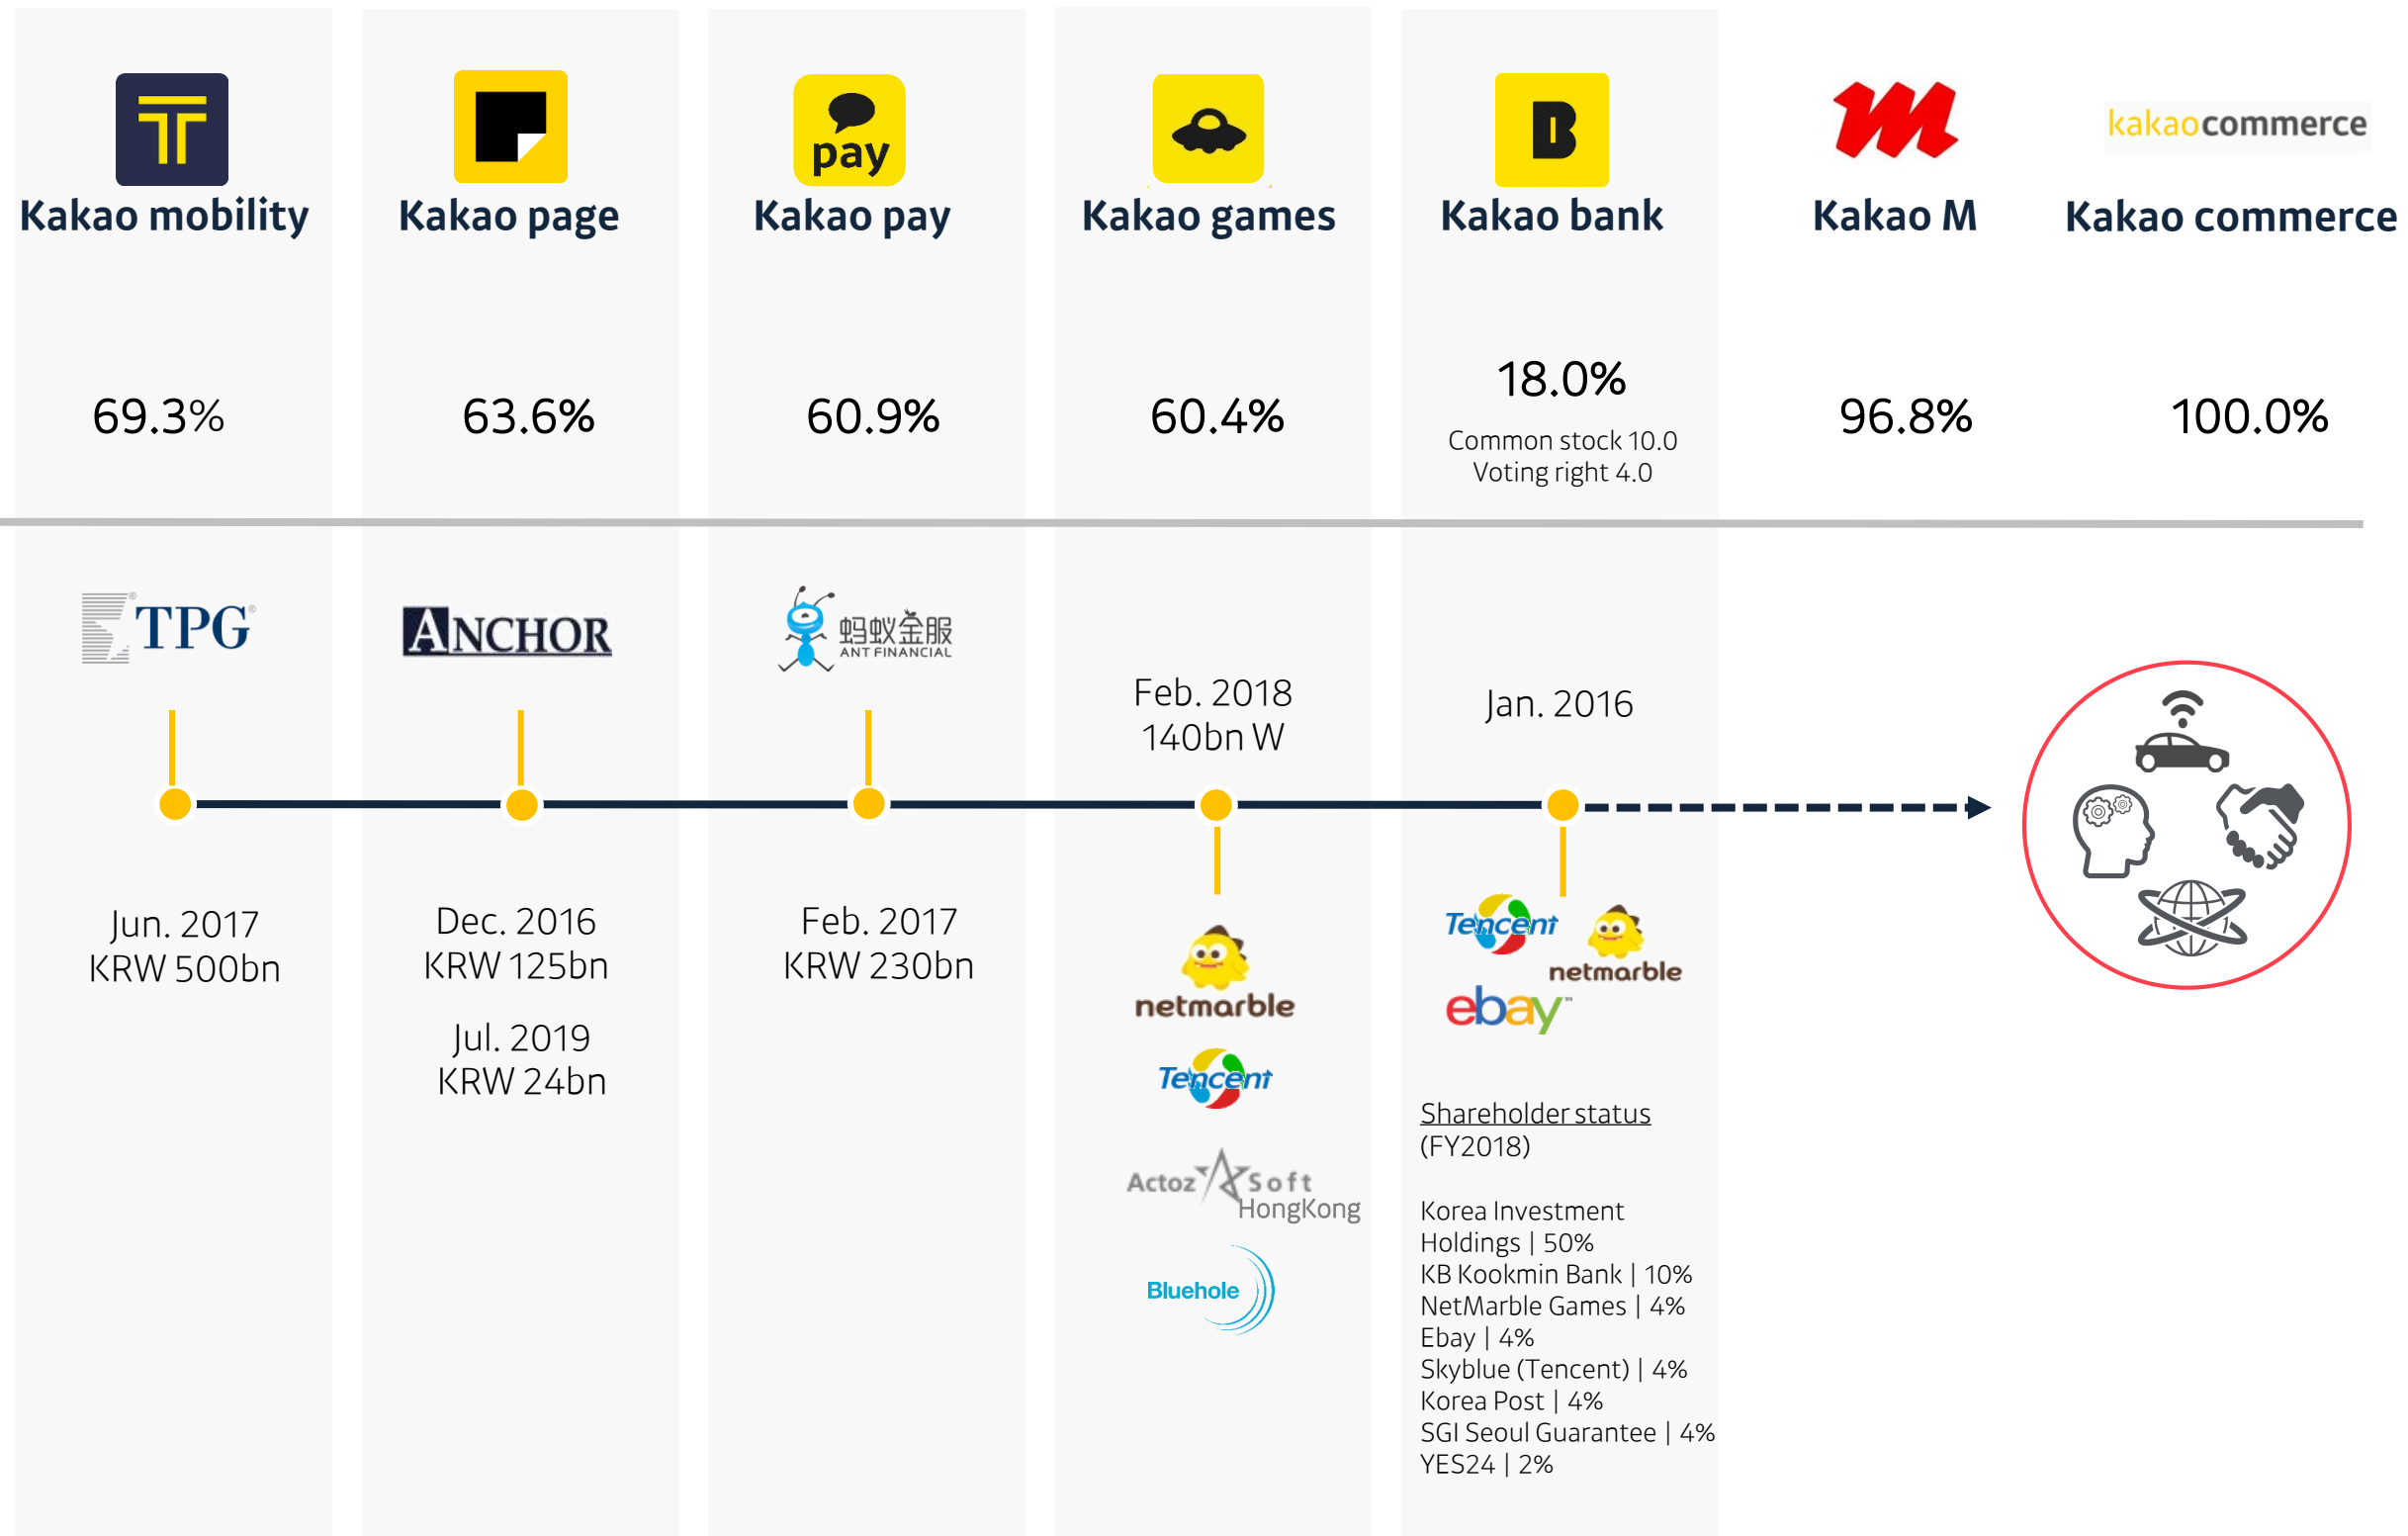 pay
B
kakaocommerce
Kakao mobility
Kakao page
Kakao pay
Kakao games
Kakao bank
Kakao M
Kakao commerce
69.3%
63.6%
60.9%
60.4%
18.0%
Common stock 10.0
Voting right 4.0
96.8%
100.0%
TPG
ANCHOR
蚂蚁金服
ANT FINANCIAL
Feb. 2018
140bn W
Jan. 2016
Jun. 2017
KRW 500bn
Dec. 2016
KRW 125bn
Jul. 2019
KRW 24bn
Feb. 2017
KRW 230bn
netmarble
Tencent
Actoz Soft
HongKong
Bluehole
Tencent
netmarble
ebay™
Shareholder status
(FY2018)
Korea Investment
Holdings | 50%
KB Kookmin Bank | 10%
NetMarble Games | 4%
Ebay | 4%
Skyblue (Tencent) | 4%
Korea Post | 4%
SGI Seoul Guarantee | 4%
YES24 | 2%